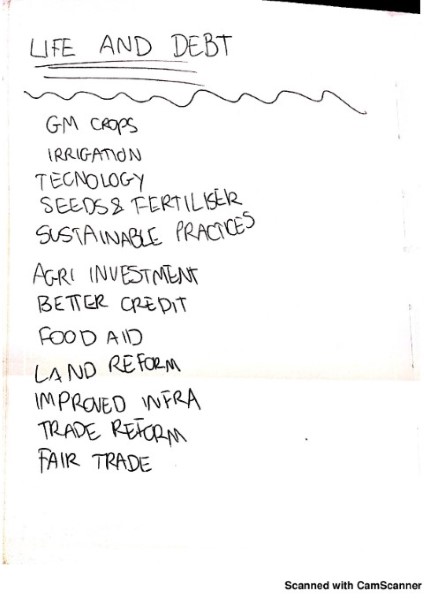 LIFE AND DEBT
GM CROPS
IRRIGATION
TECNOLOGY
SEEDS & FERTILISER
SUSTAINABLE PRACTICES
AGRI INVESTMENT
BETTER CREDIT
FOOD AID
LAND REFORM
IMPROVED INFRA
TRADE REFORM
FAIR TRADE
Scanned with CamScanner